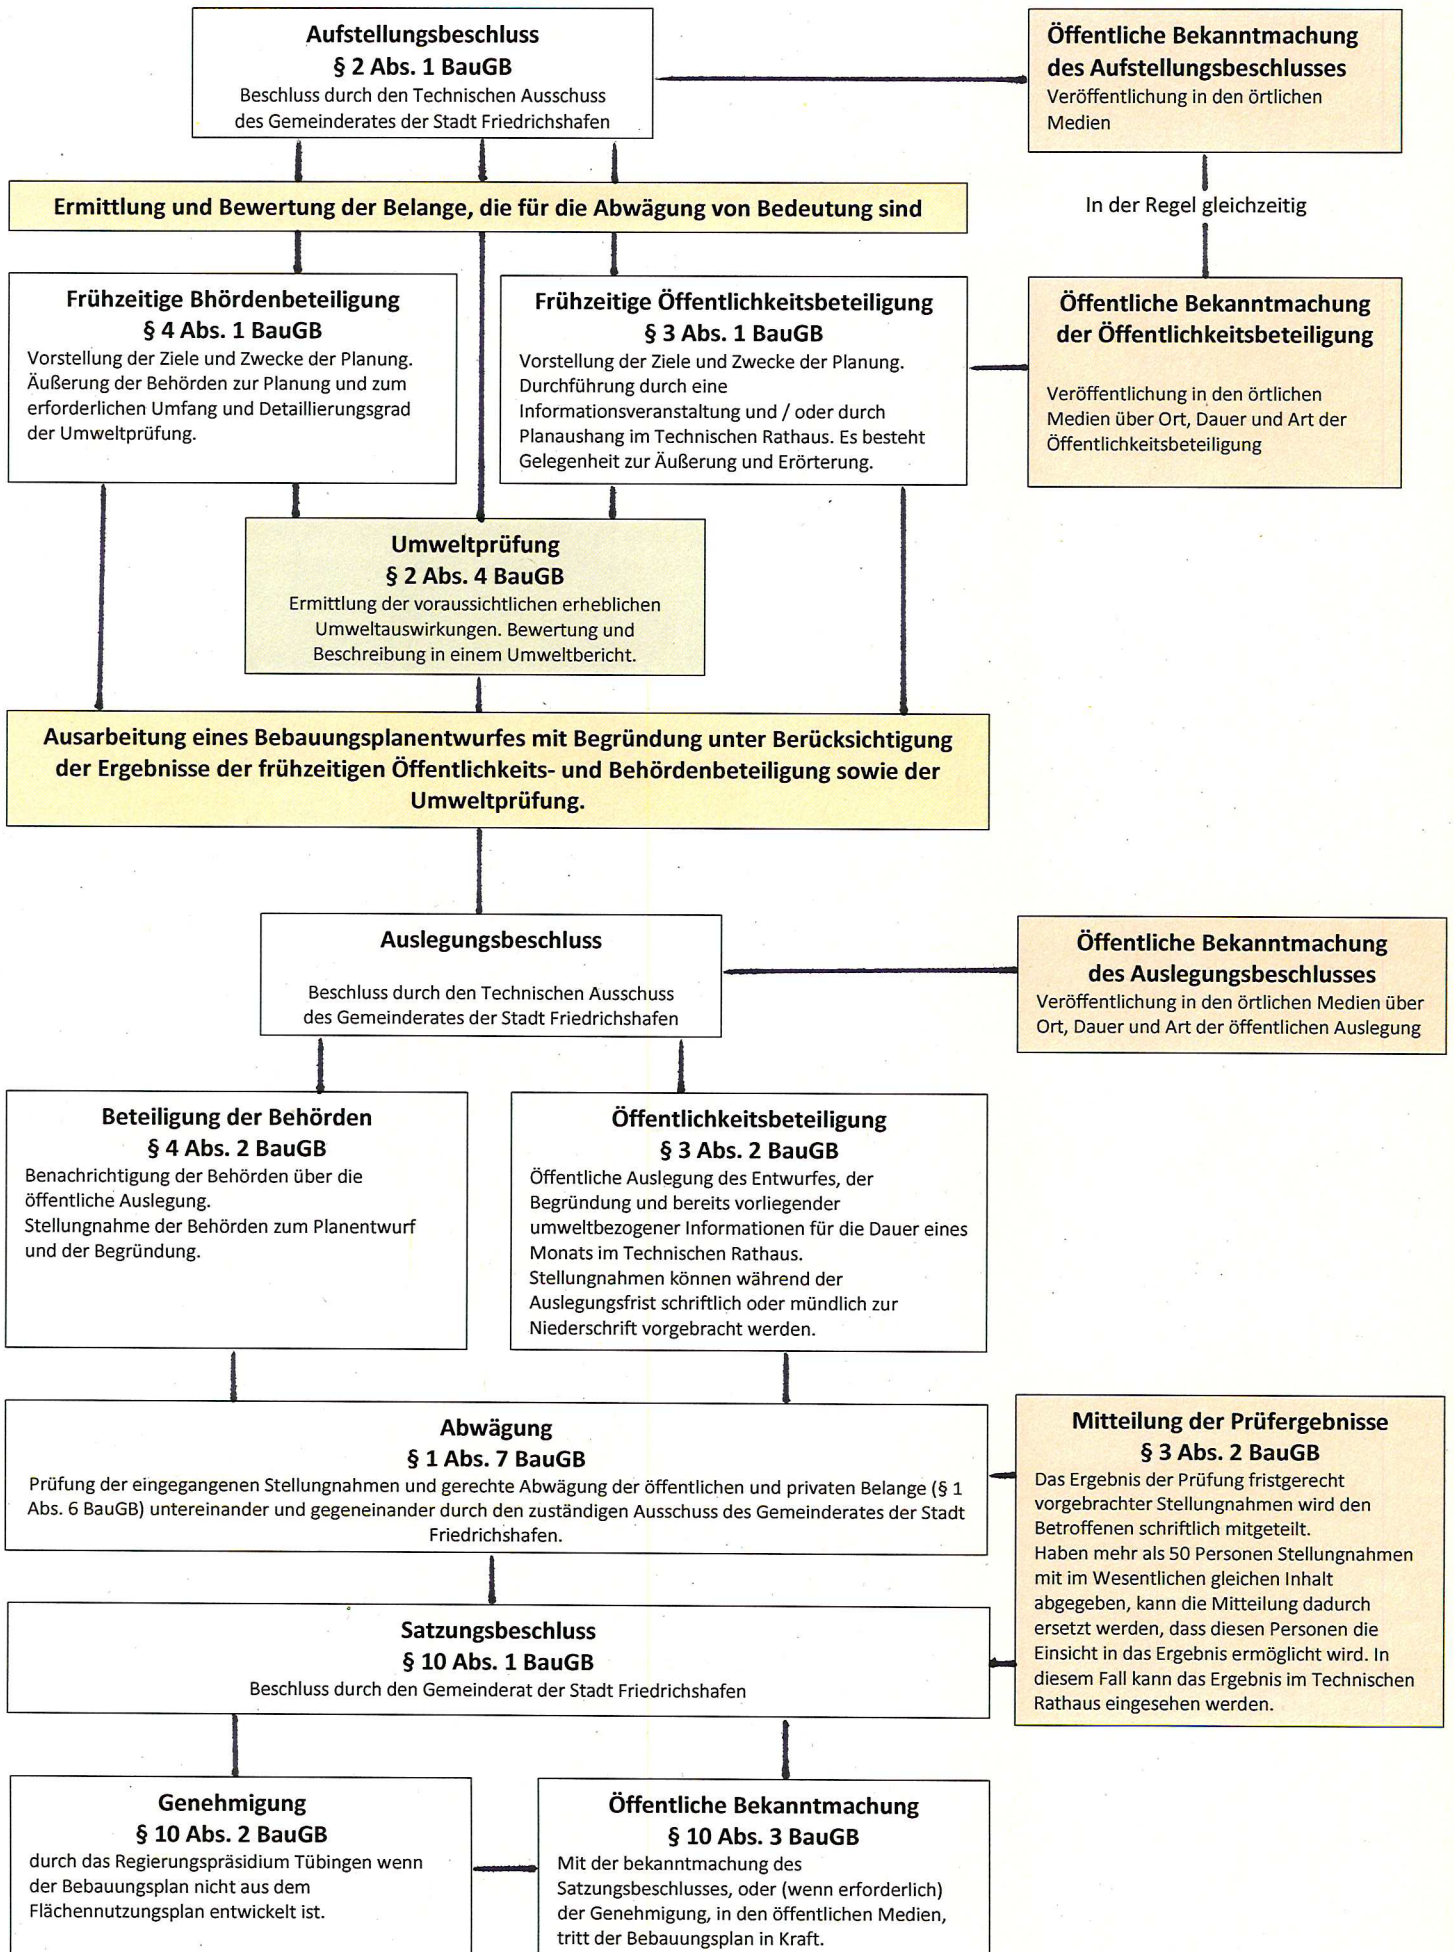 Aufstellungsbeschluss
§ 2 Abs. 1 BauGB
Beschluss durch den Technischen Ausschuss
des Gemeinderates der Stadt Friedrichshafen
Öffentliche Bekanntmachung
des Aufstellungsbeschlusses
Veröffentlichung in den örtlichen
Medien
Ermittlung und Bewertung der Belange, die für die Abwägung von Bedeutung sind
In der Regel gleichzeitig
Frühzeitige Bhördenbeteiligung
§ 4 Abs. 1 BauGB
Vorstellung der Ziele und Zwecke der Planung.
Äußerung der Behörden zur Planung und zum
erforderlichen Umfang und Detaillierungsgrad
der Umweltprüfung.
Frühzeitige Öffentlichkeitsbeteiligung
§ 3 Abs. 1 BauGB
Vorstellung der Ziele und Zwecke der Planung.
Durchführung durch eine
Informationsveranstaltung und / oder durch
Planaushang im Technischen Rathaus. Es besteht
Gelegenheit zur Äußerung und Erörterung.
Öffentliche Bekanntmachung
der Öffentlichkeitsbeteiligung
Veröffentlichung in den örtlichen
Medien über Ort, Dauer und Art der
Öffentlichkeitsbeteiligung
Umweltprüfung
§ 2 Abs. 4 BauGB
Ermittlung der voraussichtlichen erheblichen
Umweltauswirkungen. Bewertung und
Beschreibung in einem Umweltbericht.
Ausarbeitung eines Bebauungsplanentwurfes mit Begründung unter Berücksichtigung
der Ergebnisse der frühzeitigen Öffentlichkeits- und Behördenbeteiligung sowie der
Umweltprüfung.
Auslegungsbeschluss
Beschluss durch den Technischen Ausschuss
des Gemeinderates der Stadt Friedrichshafen
Öffentliche Bekanntmachung
des Auslegungsbeschlusses
Veröffentlichung in den örtlichen Medien über
Ort, Dauer und Art der öffentlichen Auslegung
Beteiligung der Behörden
§ 4 Abs. 2 BauGB
Benachrichtigung der Behörden über die
öffentliche Auslegung.
Stellungnahme der Behörden zum Planentwurf
und der Begründung.
Öffentlichkeitsbeteiligung
§ 3 Abs. 2 BauGB
Öffentliche Auslegung des Entwurfes, der
Begründung und bereits vorliegender
umweltbezogener Informationen für die Dauer eines
Monats im Technischen Rathaus.
Stellungnahmen können während der
Auslegungsfrist schriftlich oder mündlich zur
Niederschrift vorgebracht werden.
Abwägung
§ 1 Abs. 7 BauGB
Prüfung der eingegangenen Stellungnahmen und gerechte Abwägung der öffentlichen und privaten Belange (§ 1
Abs. 6 BauGB) untereinander und gegeneinander durch den zuständigen Ausschuss des Gemeinderates der Stadt
Friedrichshafen.
Mitteilung der Prüfergebnisse
§ 3 Abs. 2 BauGB
Das Ergebnis der Prüfung fristgerecht
vorgebrachter Stellungnahmen wird den
Betroffenen schriftlich mitgeteilt.
Haben mehr als 50 Personen Stellungnahmen
mit im Wesentlichen gleichen Inhalt
abgegeben, kann die Mitteilung dadurch
ersetzt werden, dass diesen Personen die
Einsicht in das Ergebnis ermöglicht wird. In
diesem Fall kann das Ergebnis im Technischen
Rathaus eingesehen werden.
Satzungsbeschluss
§ 10 Abs. 1 BauGB
Beschluss durch den Gemeinderat der Stadt Friedrichshafen
Genehmigung
§ 10 Abs. 2 BauGB
durch das Regierungspräsidium Tübingen wenn
der Bebauungsplan nicht aus dem
Flächennutzungsplan entwickelt ist.
Öffentliche Bekanntmachung
§ 10 Abs. 3 BauGB
Mit der bekanntmachung des
Satzungsbeschlusses, oder (wenn erforderlich)
der Genehmigung, in den öffentlichen Medien,
tritt der Bebauungsplan in Kraft.